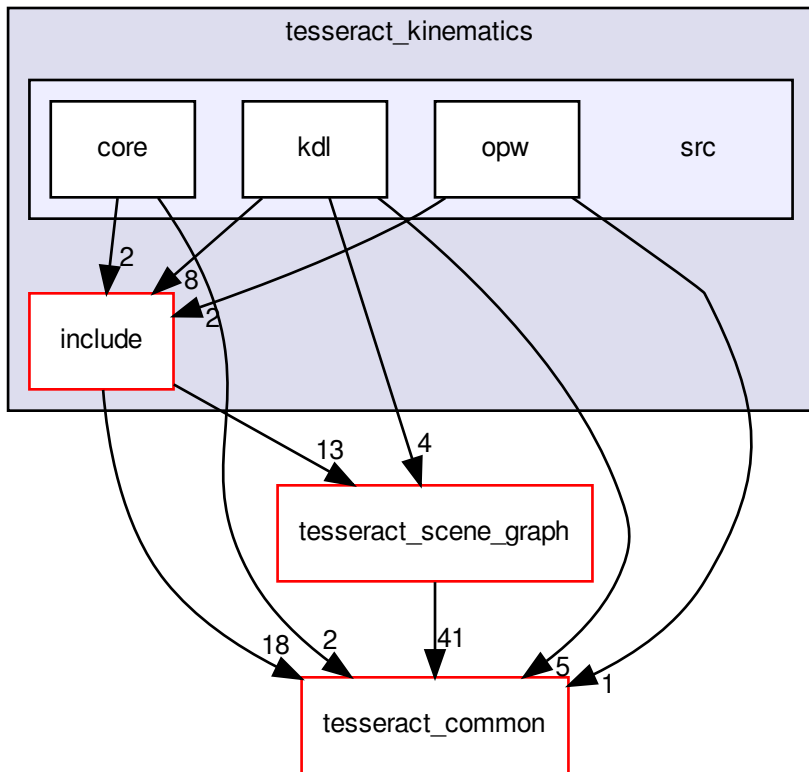 tesseract_kinematics
core
kdl
opw
src
2
8
2
include
13
4
tesseract_scene_graph
18
2
41
5
1
tesseract_common